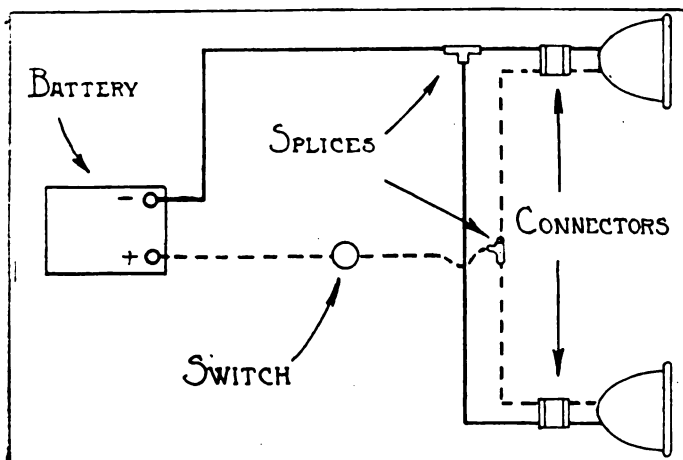 BATTERY
SPLICES
-
+
CONNECTORS
SWITCH